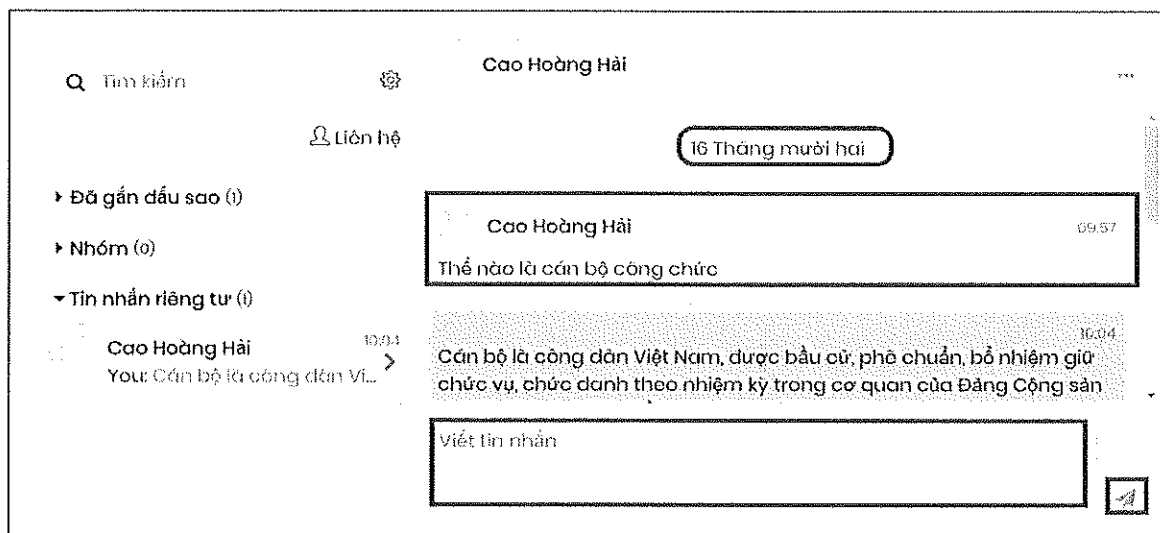 Tìm kiếm
Liên hệ
Đã gắn dấu sao (1)
Nhóm (0)
Tin nhắn riêng tư (1)
Cao Hoàng Hải 10:04
You: Cán bộ là công dân Vi...
Cao Hoàng Hải
...
16 Tháng mười hai
Cao Hoàng Hải 09:57
Thế nào là cán bộ công chức
10:04
Cán bộ là công dân Việt Nam, được bầu cử, phê chuẩn, bổ nhiệm giữ
chức vụ, chức danh theo nhiệm kỳ trong cơ quan của Đảng Cộng sản
Viết tin nhắn